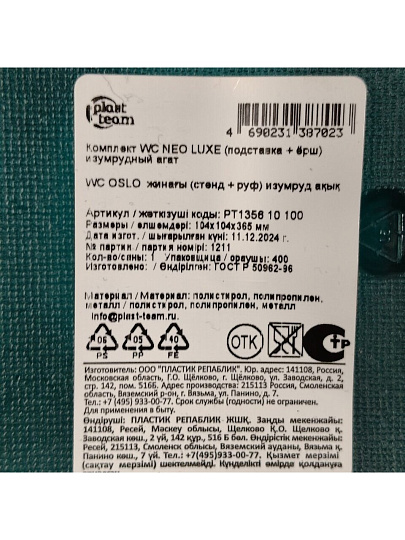 plast
team
4 690231 387023
Комплект WC NEO LUXE (подставка + ёрш)
изумрудный агат
WC OSLO жинағы (стенд + руф) изумруд ақық
Артикул / жеткізуші коды: PT1356 10 100
Размеры / өлшемдері: 104х104х365 мм
Дата изгот. / шығарылған күні: 11.12.2024 г.
№ партии / партия нөмірі: 1211
Кол-во/саны: 1 Упаковщица / ораушы: 400
Изготовлено: / Өндірілген: ГОСТ Р 50962-96
Материал / Материал: полистирол, полипропилен,
металл / полистирол, полипропилен, металл
info@plast-team.ru
06 05 40
PS PP FE
ОТК
Изготовитель: ООО "ПЛАСТИК РЕПАБЛИК". Юр. адрес: 141108, Россия,
Московская область, Г.О. Щёлково, г. Щёлково, ул. Заводская, д. 2,
стр. 142, пом. 516Б. Адрес производства: 215113 Россия, Смоленская
область, Вяземский р-он, г. Вязьма, ул. Панино, д. 7.
Тел.: +7 (495) 933-00-77. Срок (службы) годности) не ограничен.
Для применения в быту.
Өндіруші: ПЛАСТИК РЕПАБЛИК ЖШҚ. Заңды мекенжайы:
141108, Ресей, Мәскеу облысы, Щелково Қ.О. Щелково қ.
Заводская көш., 2 үй, 142 құр., 516 Б бөл. Өндірістік мекенжайы:
215113, Ресей, Смоленск облысы, Вяземский ауданы, Вязьма қ.
Панино көш., 7 үй. Тел.: +7(495)933-00-77. Қызмет мерзімі
(сақтау мерзімі) шектелмейді. Күнделікті өмірде қолдануға